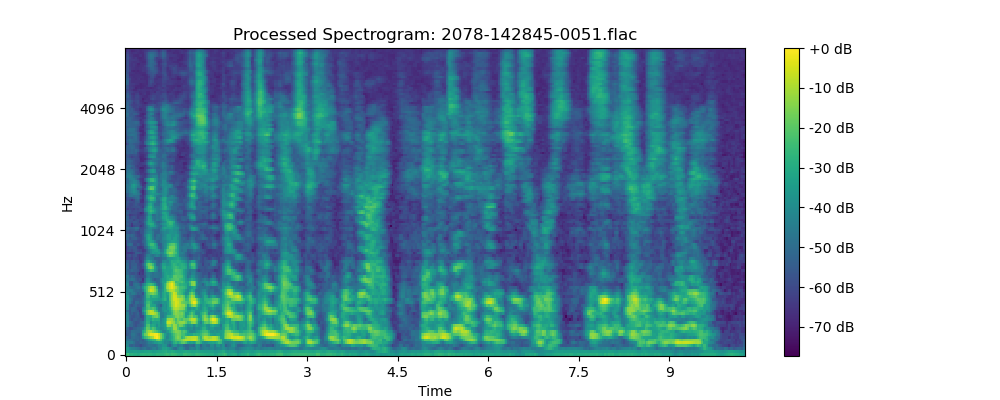 Processed Spectrogram: 2078-142845-0051.flac
+0 dB
4096
-10 dB
-20 dB
2048
-30 dB
Hz
1024
-40 dB
-50 dB
512
-60 dB
-70 dB
0
0 1.5 3 4.5 6 7.5 9
Time